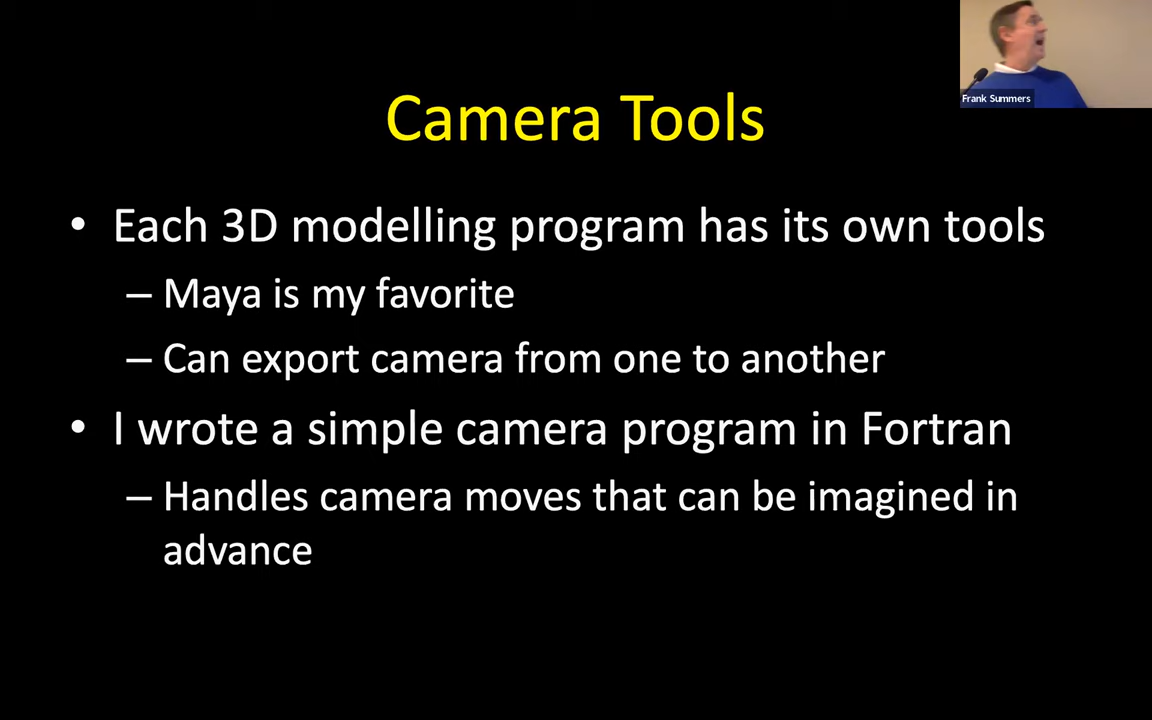 Frank Summers
Camera Tools
• Each 3D modelling program has its own tools
– Maya is my favorite
– Can export camera from one to another
• I wrote a simple camera program in Fortran
– Handles camera moves that can be imagined in
advance